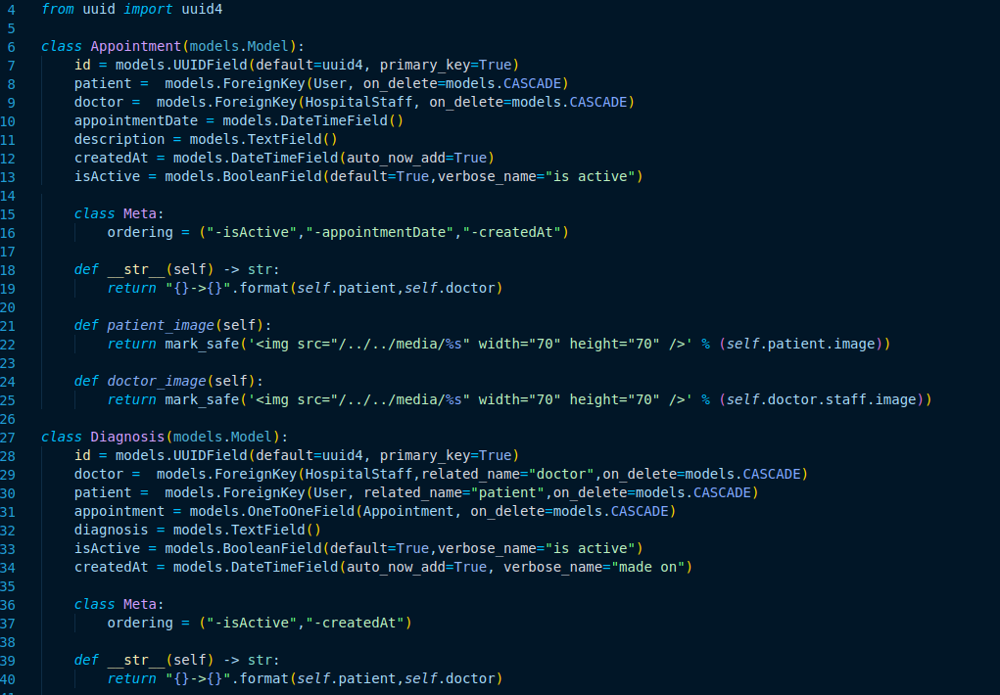 4 from uuid import uuid4
5
6 class Appointment(models.Model):
7     id = models.UUIDField(default=uuid4, primary_key=True)
8     patient =  models.ForeignKey(User, on_delete=models.CASCADE)
9     doctor =  models.ForeignKey(HospitalStaff, on_delete=models.CASCADE)
10     appointmentDate = models.DateTimeField()
11     description = models.TextField()
12     createdAt = models.DateTimeField(auto_now_add=True)
13     isActive = models.BooleanField(default=True,verbose_name="is active")
14
15     class Meta:
16         ordering = ("-isActive","-appointmentDate","-createdAt")
17
18     def __str__(self) -> str:
19         return "{}->{}".format(self.patient,self.doctor)
20
21     def patient_image(self):
22         return mark_safe('<img src="/../../media/%s" width="70" height="70" />' % (self.patient.image))
23
24     def doctor_image(self):
25         return mark_safe('<img src="/../../media/%s" width="70" height="70" />' % (self.doctor.staff.image))
26
27 class Diagnosis(models.Model):
28     id = models.UUIDField(default=uuid4, primary_key=True)
29     doctor =  models.ForeignKey(HospitalStaff,related_name="doctor",on_delete=models.CASCADE)
30     patient =  models.ForeignKey(User, related_name="patient",on_delete=models.CASCADE)
31     appointment = models.OneToOneField(Appointment, on_delete=models.CASCADE)
32     diagnosis = models.TextField()
33     isActive = models.BooleanField(default=True,verbose_name="is active")
34     createdAt = models.DateTimeField(auto_now_add=True, verbose_name="made on")
35
36     class Meta:
37         ordering = ("-isActive","-createdAt")
38
39     def __str__(self) -> str:
40         return "{}->{}".format(self.patient,self.doctor)